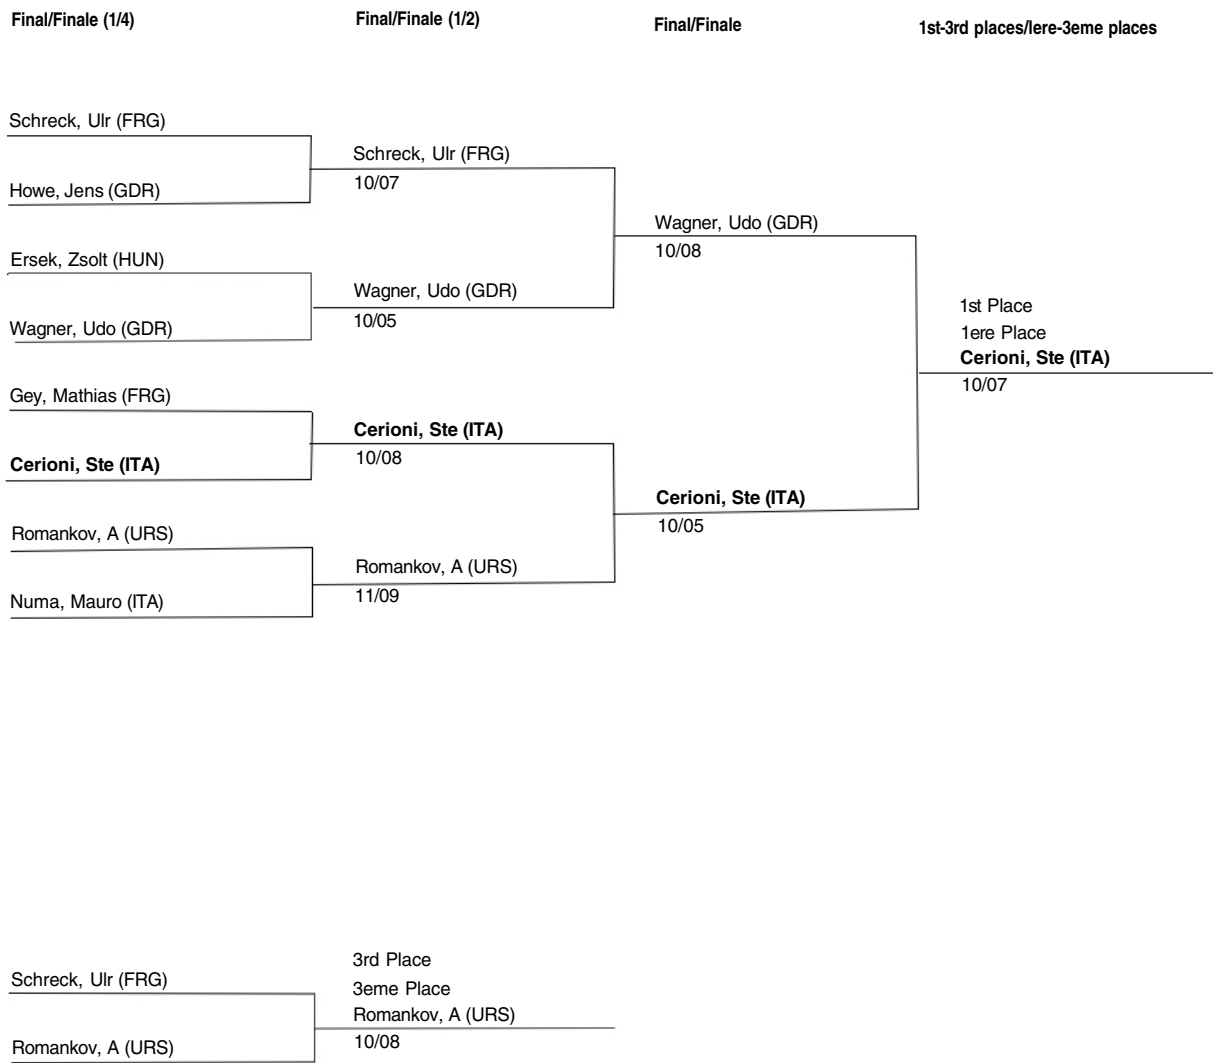 Final/Finale (1/4)
Final/Finale (1/2)
Final/Finale
1st-3rd places/lere-3eme places
Schreck, Ulr (FRG)
Howe, Jens (GDR)
Ersek, Zsolt (HUN)
Wagner, Udo (GDR)
Gey, Mathias (FRG)
Cerioni, Ste (ITA)
Romankov, A (URS)
Numa, Mauro (ITA)
Schreck, Ulr (FRG)
10/07
Wagner, Udo (GDR)
10/05
Cerioni, Ste (ITA)
10/08
Romankov, A (URS)
11/09
Wagner, Udo (GDR)
10/08
Cerioni, Ste (ITA)
10/05
1st Place
1ere Place
Cerioni, Ste (ITA)
10/07
Schreck, Ulr (FRG)
Romankov, A (URS)
3rd Place
3eme Place
Romankov, A (URS)
10/08